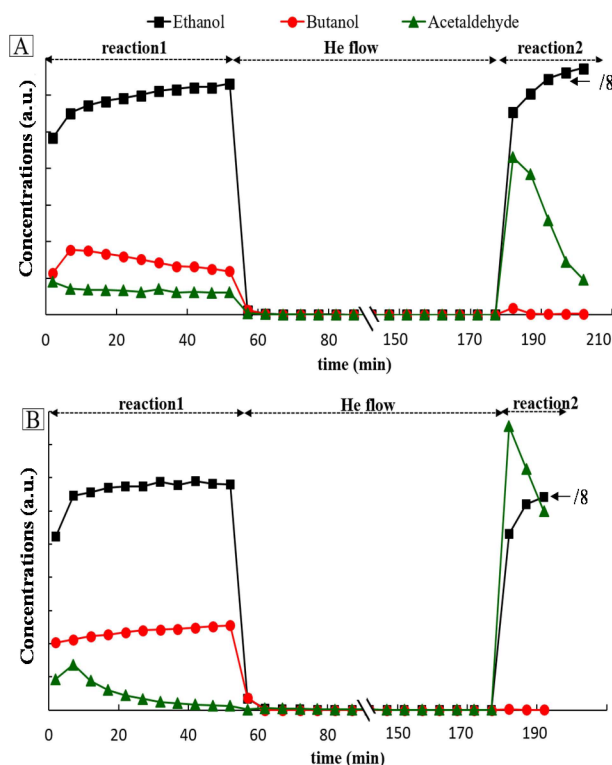 Ethanol Butanol Acetaldehyde
A
reaction1 He flow reaction2
/8
Concentrations (a.u.)
0 20 40 60 150 170 190 210
time (min)
B
reaction1 He flow reaction2
/8
Concentrations (a.u.)
0 20 40 60 80 150 170 190
time (min)